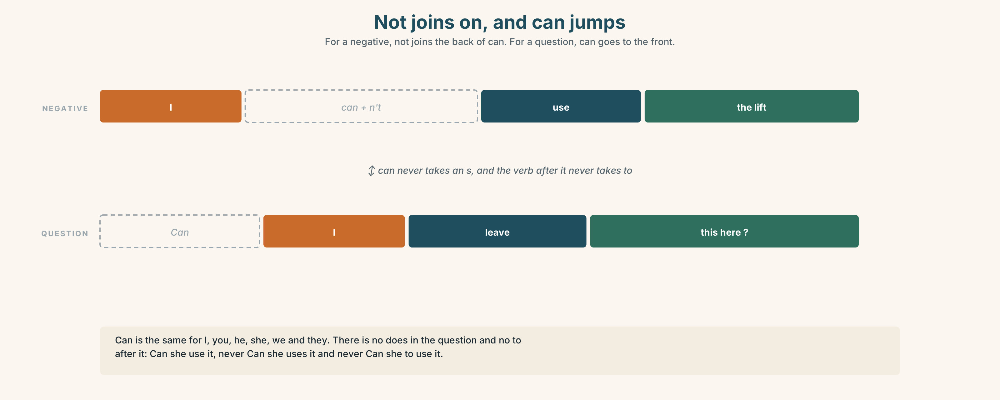 Not joins on, and can jumps
For a negative, not joins the back of can. For a question, can goes to the front.
NEGATIVE
I
can + n't
use
the lift
↕ can never takes an s, and the verb after it never takes to
QUESTION
Can
I
leave
this here ?
Can is the same for I, you, he, she, we and they. There is no does in the question and no to
after it: Can she use it, never Can she uses it and never Can she to use it.